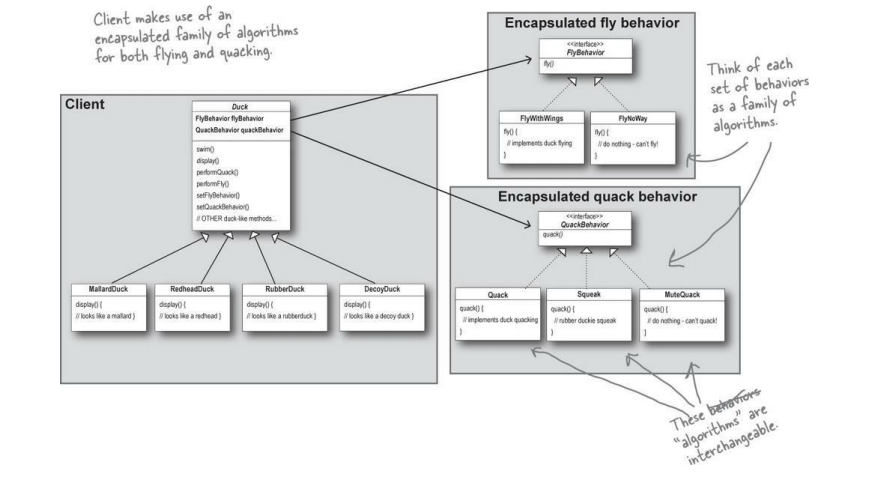 Client makes use of an
encapsulated family of algorithms
for both flying and quacking.
Encapsulated fly behavior
<<interface>>
FlyBehavior
fly()
FlyWithWings
fly() {
// implements duck flying
}
FlyNoWay
fly() {
// do nothing - can't fly!
}
Think of each
set of behaviors
as a family of
algorithms.
Client
Duck
FlyBehavior flyBehavior
QuackBehavior quackBehavior
swim()
display()
performQuack()
performFly()
setFlyBehavior()
setQuackBehavior()
// OTHER duck-like methods...
MallardDuck
display() {
// looks like a mallard }
RedheadDuck
display() {
// looks like a redhead }
RubberDuck
display() {
// looks like a rubberduck }
DecoyDuck
display() {
// looks like a decoy duck }
Encapsulated quack behavior
<<interface>>
QuackBehavior
quack()
Quack
quack() {
// implements duck quacking
}
Squeak
quack() {
// rubber duckie squeak
}
MuteQuack
quack() {
// do nothing - can't quack!
}
These behaviors
"algorithms" are
interchangeable.